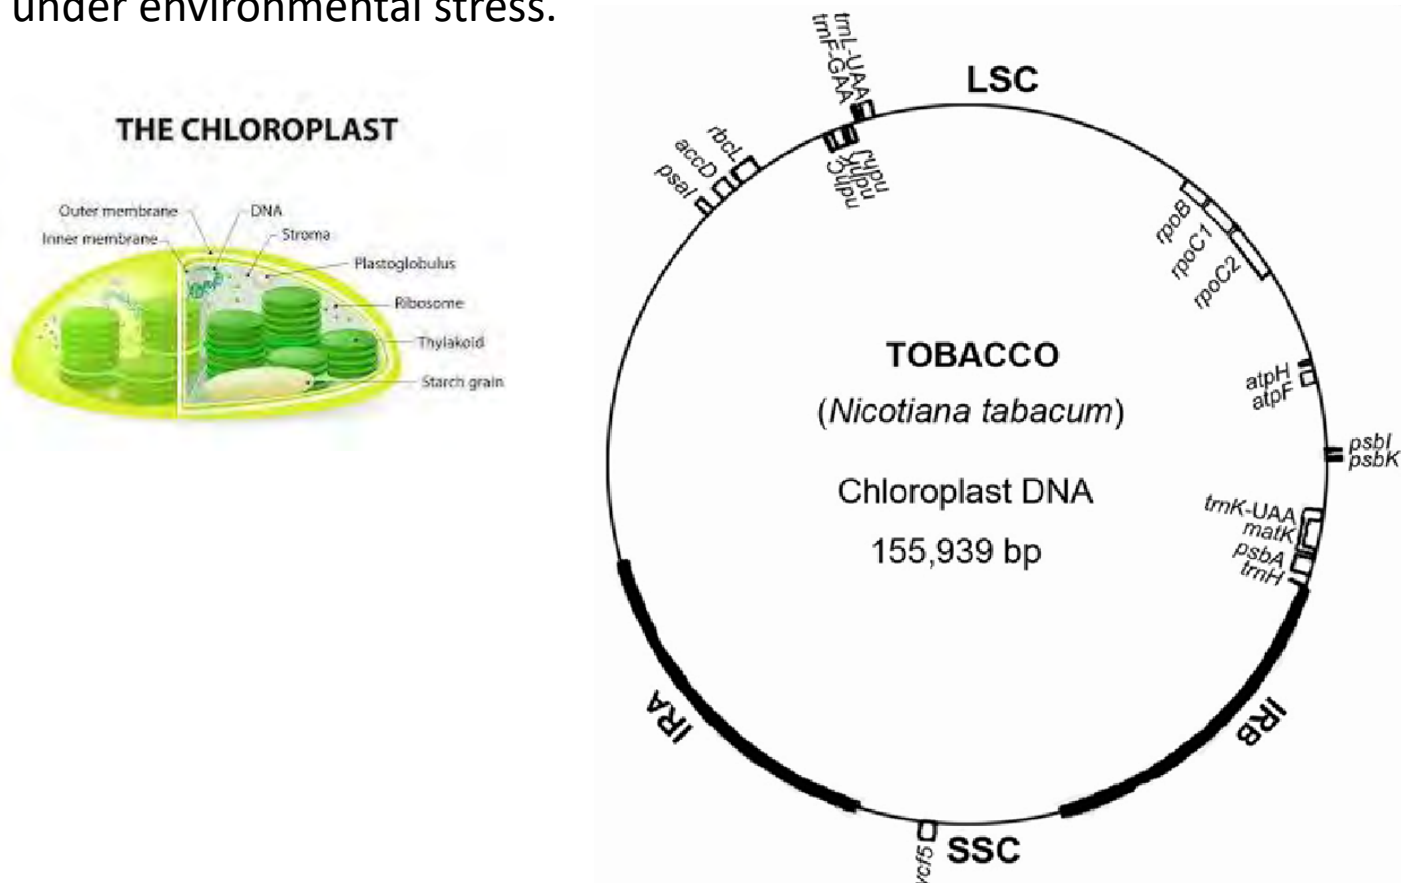 under environmental stress.
THE CHLOROPLAST
Outer membrane
DNA
Inner membrane
Stroma
Plastoglobulus
Ribosome
Thylakoid
Starch grain
trnL-UAA
trnF-GAA
LSC
rbcL
accD
psaI
ndhJ
ndhK
ndhC
rpoB
rpoC1
rpoC2
TOBACCO
(Nicotiana tabacum)
Chloroplast DNA
155,939 bp
atpH
atpF
psbI
psbK
trnK-UAA
matK
psbA
trnH
IRA
IRB
SSC
ycf5